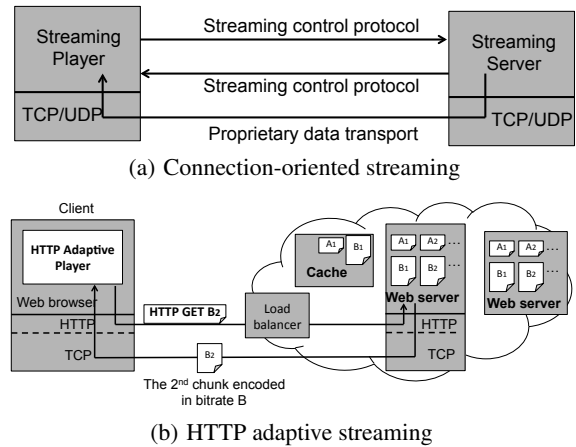 Streaming
Player
Streaming control protocol
Streaming
Server
Streaming control protocol
TCP/UDP
TCP/UDP
Proprietary data transport
(a) Connection-oriented streaming
Client
HTTP Adaptive
Player
Web browser
HTTP
TCP
HTTP GET B2
B2
The 2nd chunk encoded
in bitrate B
Load
balancer
A1
B1
Cache
A1 A2 ...
B1 B2 ...
Web server
HTTP
TCP
A1 A2 ...
B1 B2 ...
Web server
(b) HTTP adaptive streaming